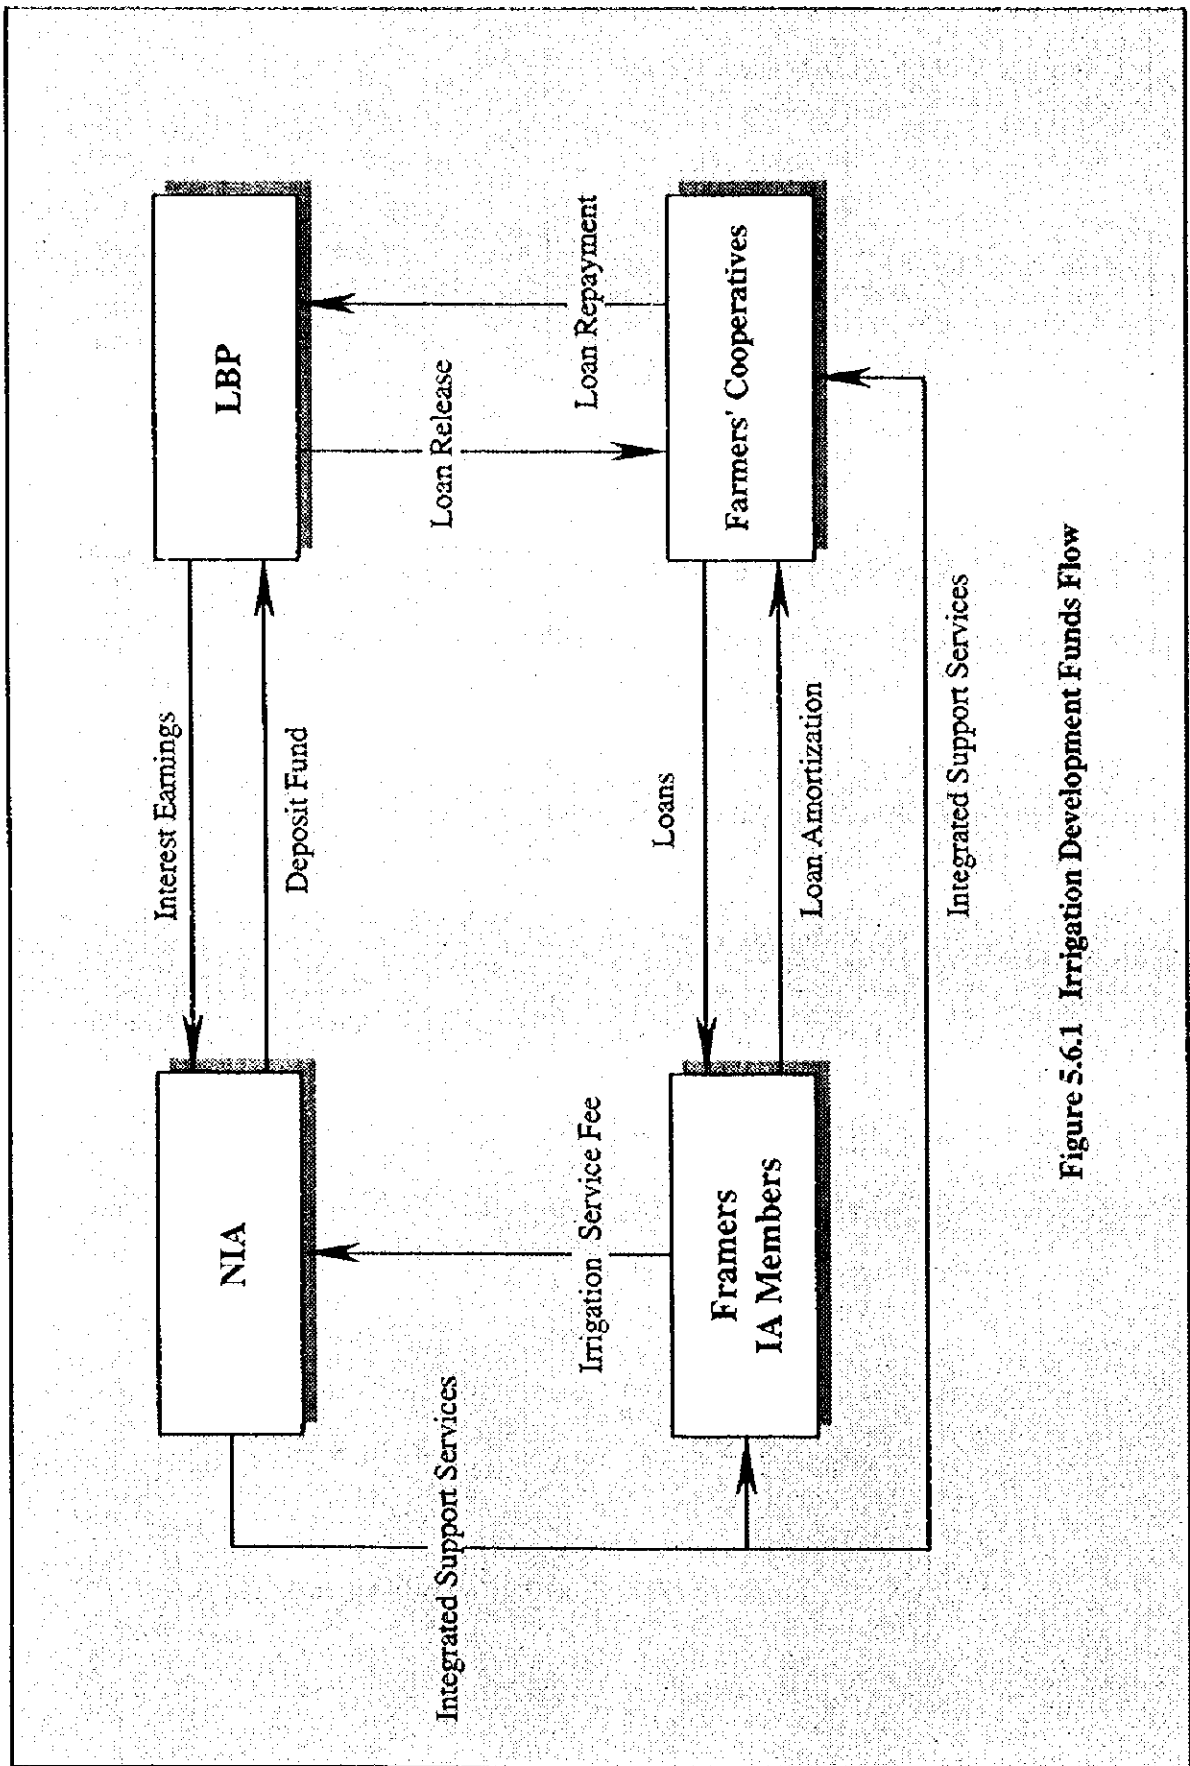 Interest Earnings
NIA
LBP
Deposit Fund
Integrated Support Services
Irrigation Service Fee
Loan Release
Loan Repayment
Loans
Framers
IA Members
Farmers' Cooperatives
Loan Amortization
Integrated Support Services
Figure 5.6.1 Irrigation Development Funds Flow